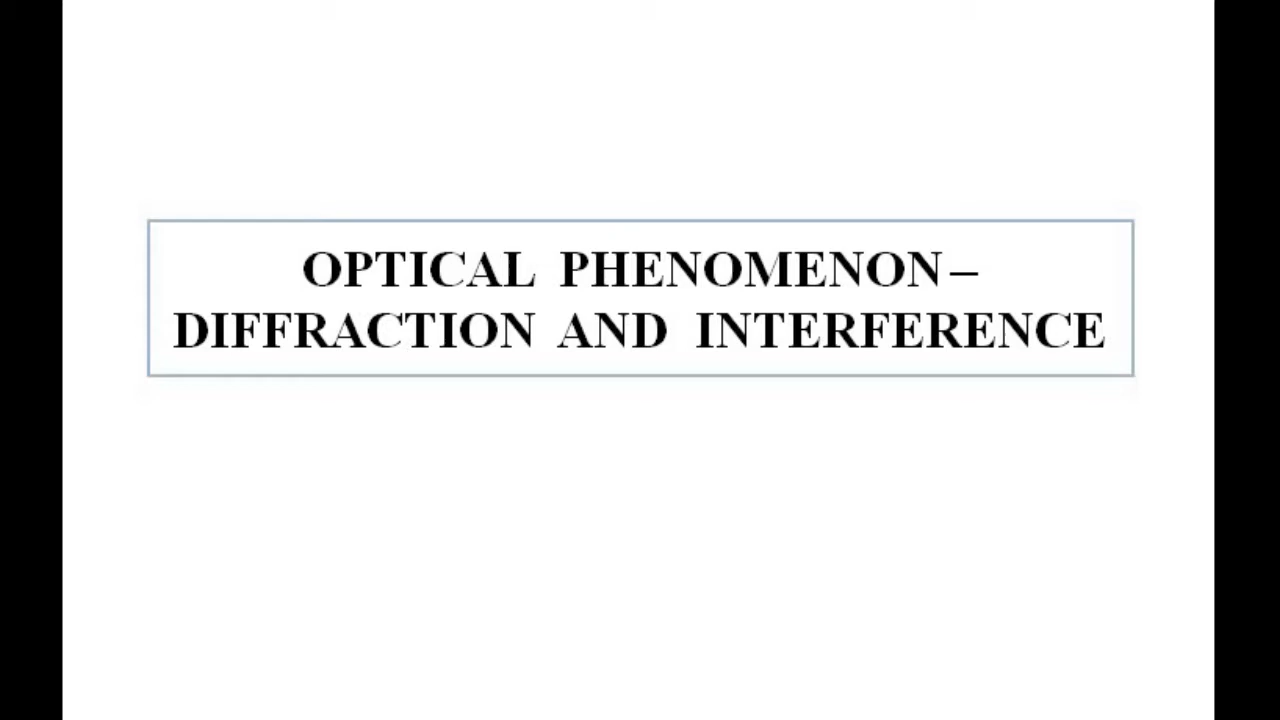 OPTICAL PHENOMENON –
DIFFRACTION AND INTERFERENCE